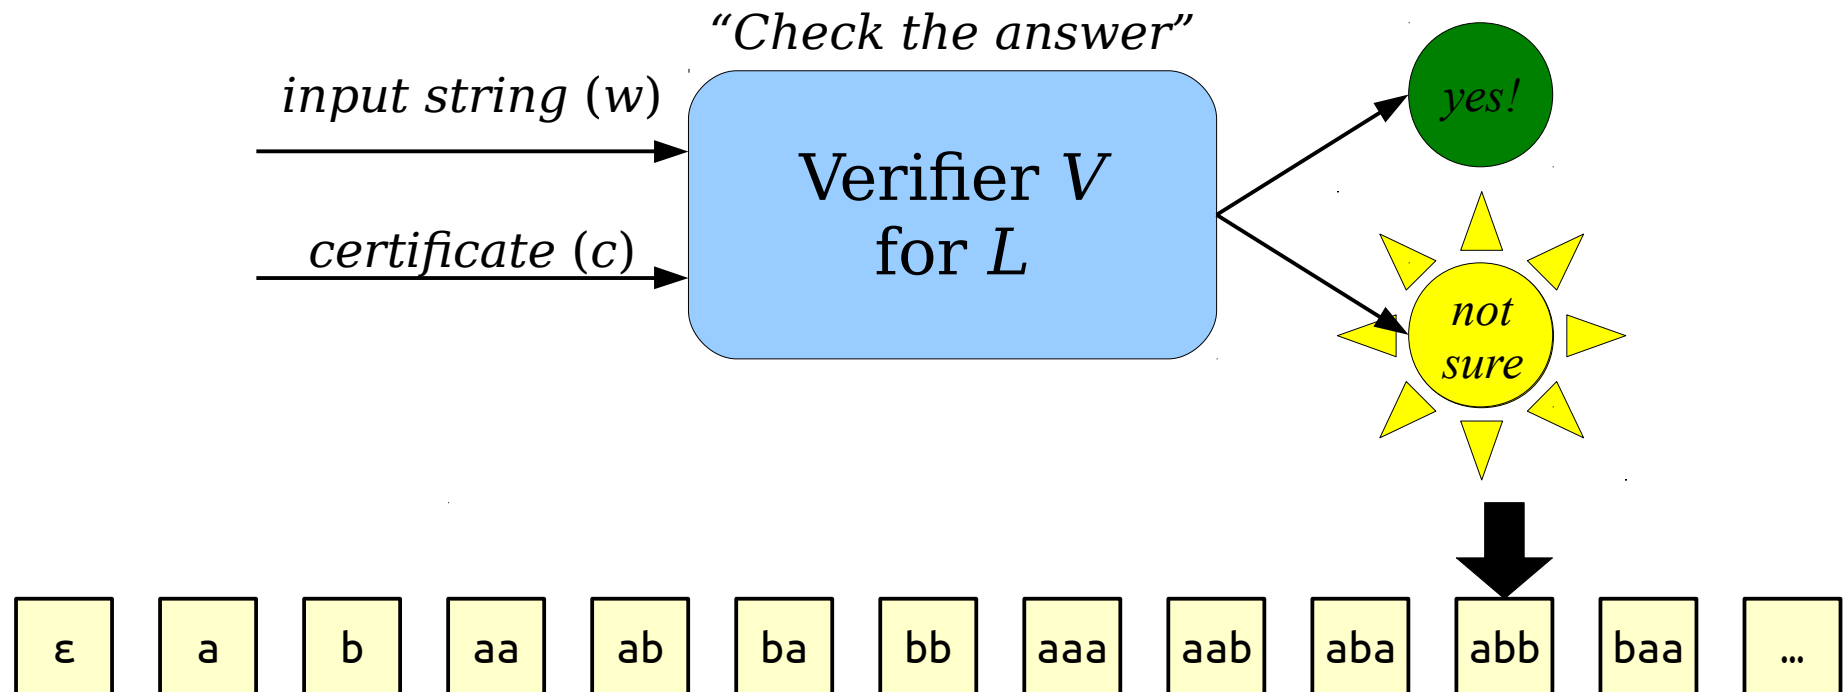 “Check the answer”
input string (w)
certificate (c)
Verifier V
for L
yes!
not
sure
ε a b aa ab ba bb aaa aab aba abb baa …